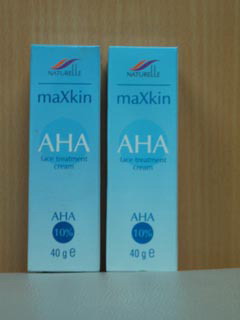 NATURELLE
maXkin
AHA
face treatment
cream
AHA
10%
40 g e
NATURELLE
maXkin
AHA
face treatment
cream
AHA
10%
40 g e